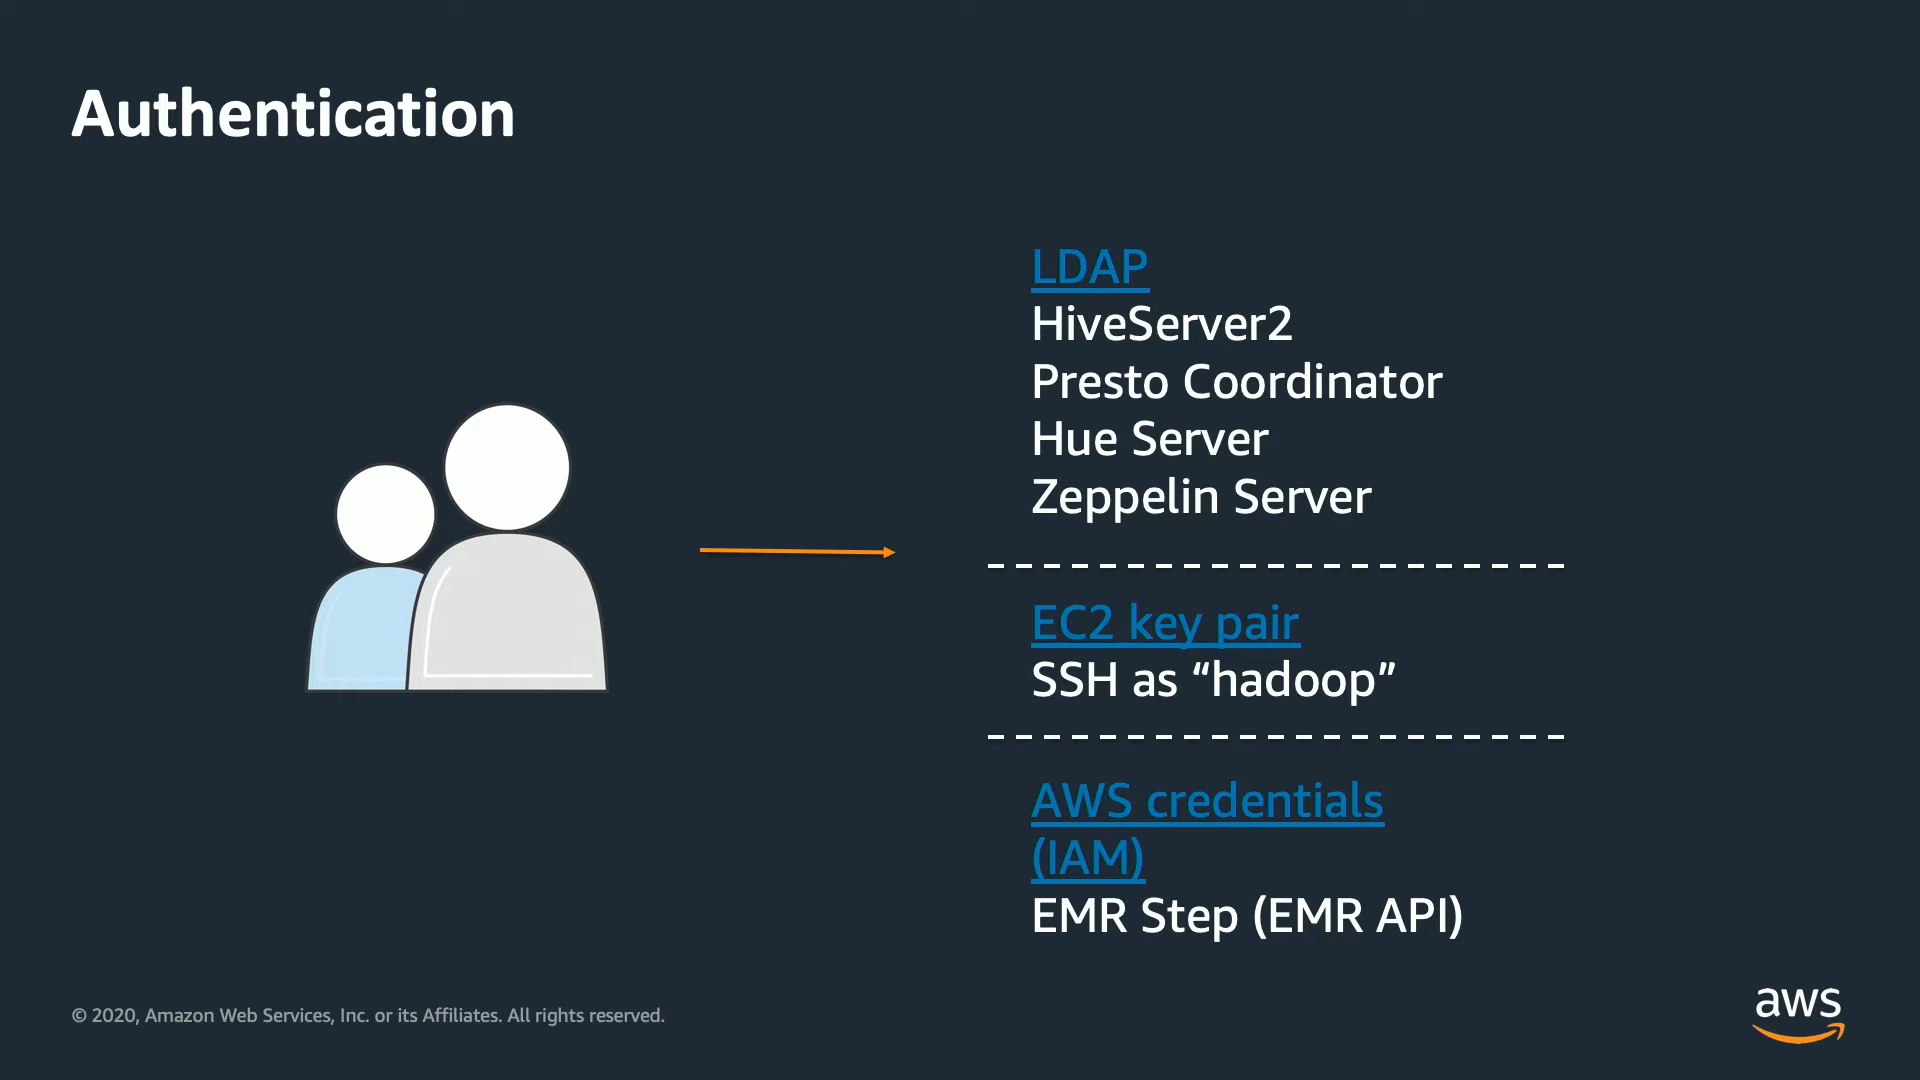 Authentication
LDAP
HiveServer2
Presto Coordinator
Hue Server
Zeppelin Server
EC2 key pair
SSH as “hadoop”
AWS credentials
(IAM)
EMR Step (EMR API)
© 2020, Amazon Web Services, Inc. or its Affiliates. All rights reserved.
aws